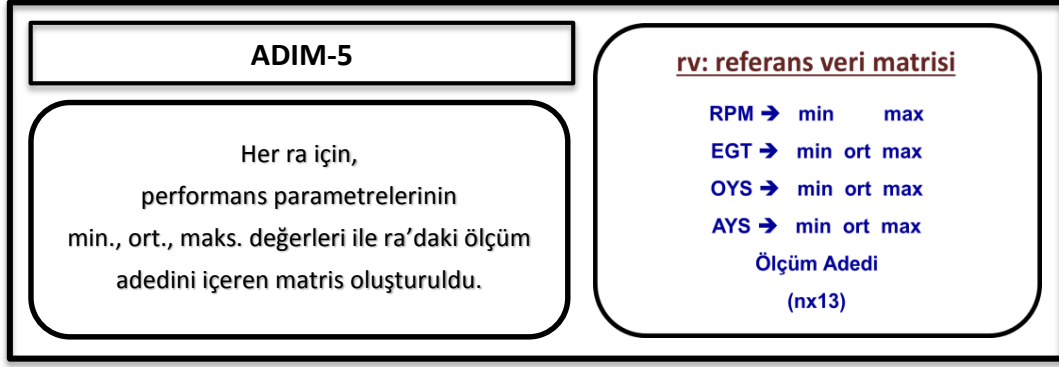 ADIM-5
Her ra için,
performans parametrelerinin
min., ort., maks. değerleri ile ra’daki ölçüm
adedini içeren matris oluşturuldu.
rv: referans veri matrisi
RPM ➔ min max
EGT ➔ min ort max
OYS ➔ min ort max
AYS ➔ min ort max
Ölçüm Adedi
(nx13)